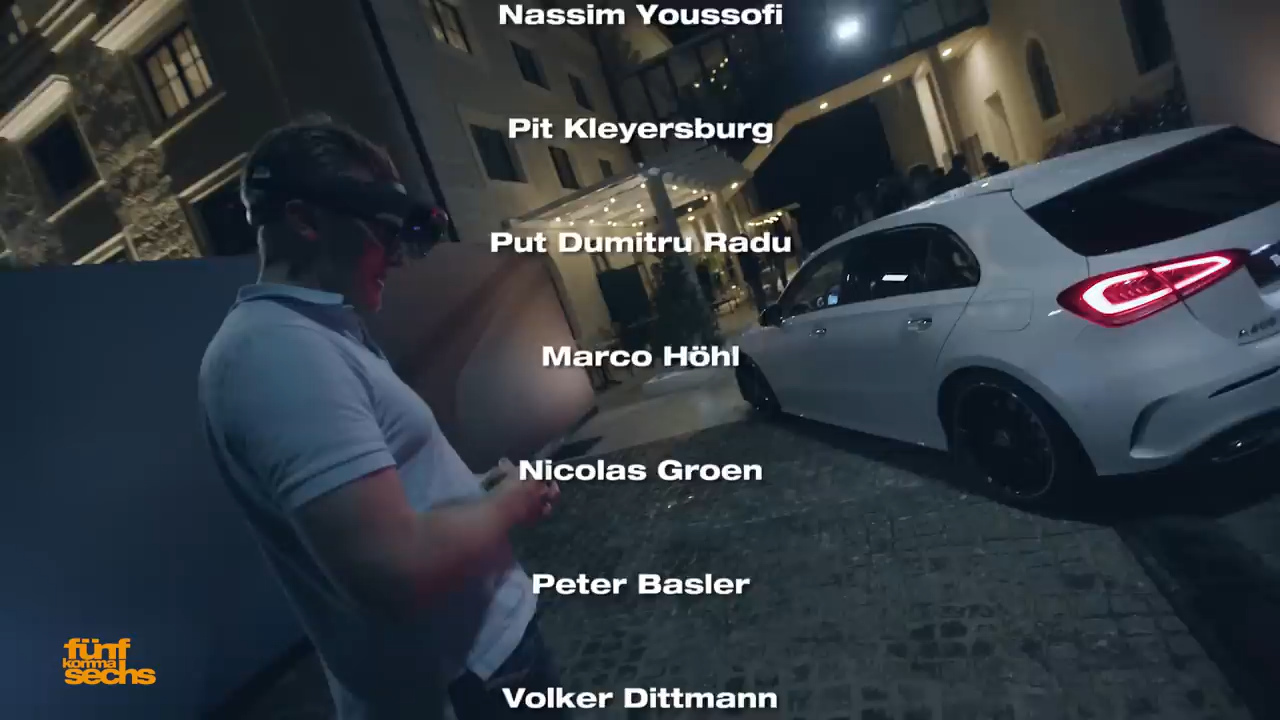 Nassim Youssofi
Pit Kleyersburg
Put Dumitru Radu
Marco Höhl
Nicolas Groen
Peter Basler
Volker Dittmann
fünf
komma
sechs